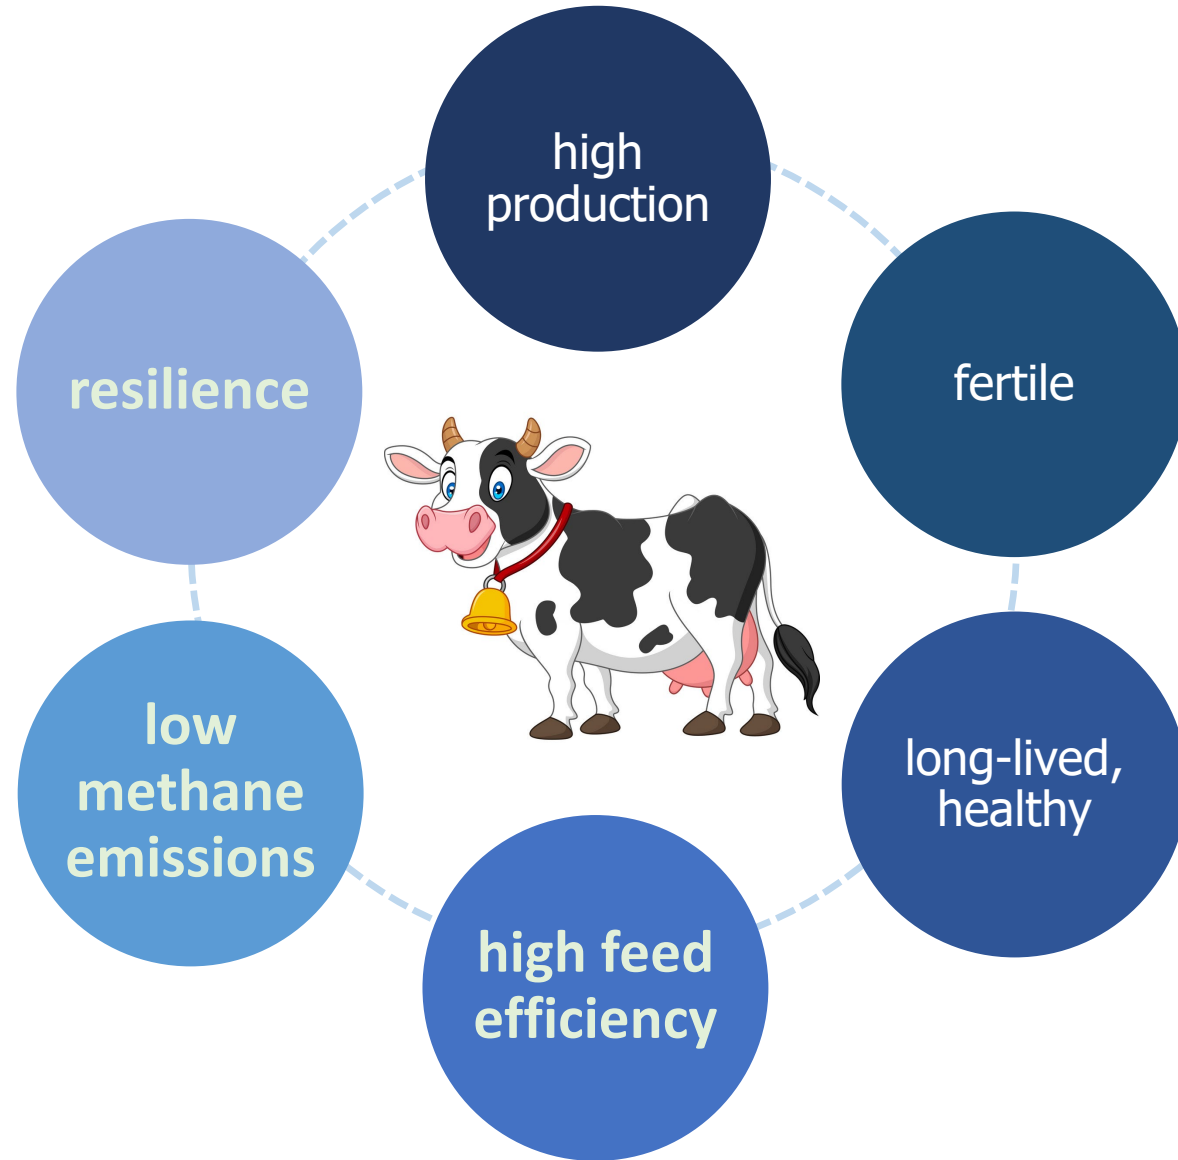 high
production
fertile
long-lived,
healthy
high feed
efficiency
low
methane
emissions
resilience